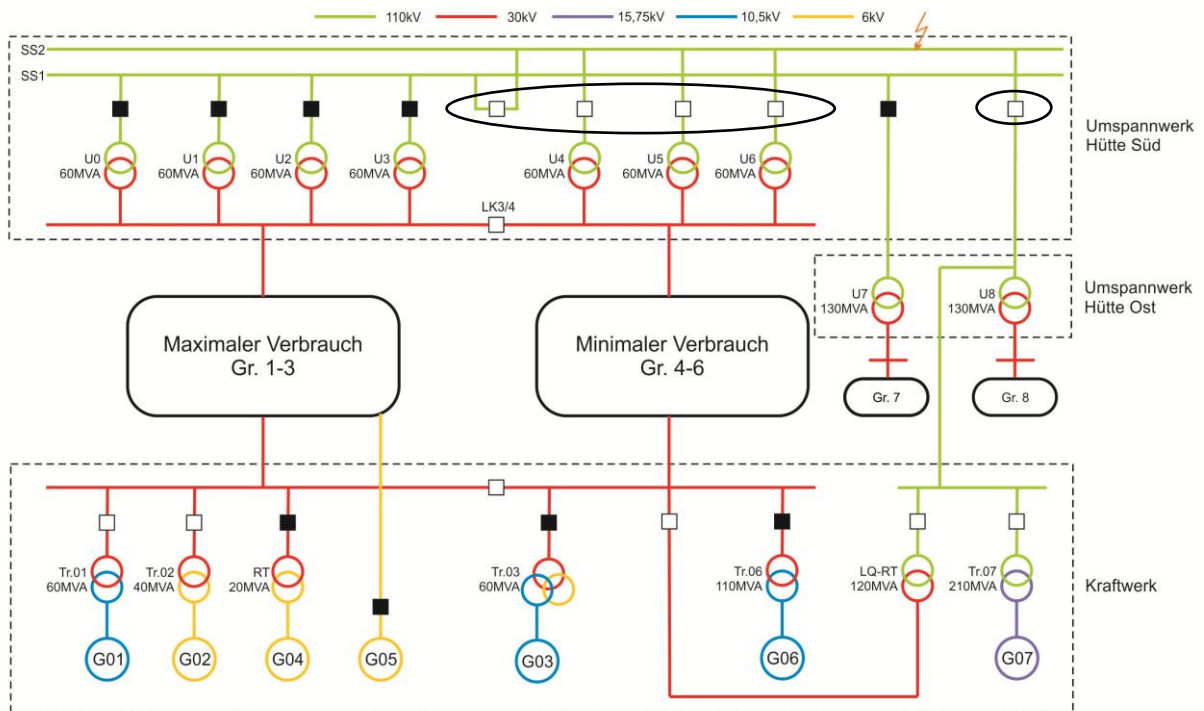 110kV 30kV 15,75kV 10,5kV 6kV
SS2
SS1
U0
60MVA
U1
60MVA
U2
60MVA
U3
60MVA
U4
60MVA
U5
60MVA
U6
60MVA
Umspannwerk
Hütte Süd
LK3/4
U7
130MVA
U8
130MVA
Umspannwerk
Hütte Ost
Maximaler Verbrauch
Gr. 1-3
Minimaler Verbrauch
Gr. 4-6
Gr. 7
Gr. 8
Tr.01
60MVA
Tr.02
40MVA
RT
20MVA
Tr.03
60MVA
Tr.06
110MVA
LQ-RT
120MVA
Tr.07
210MVA
Kraftwerk
G01
G02
G04
G05
G03
G06
G07